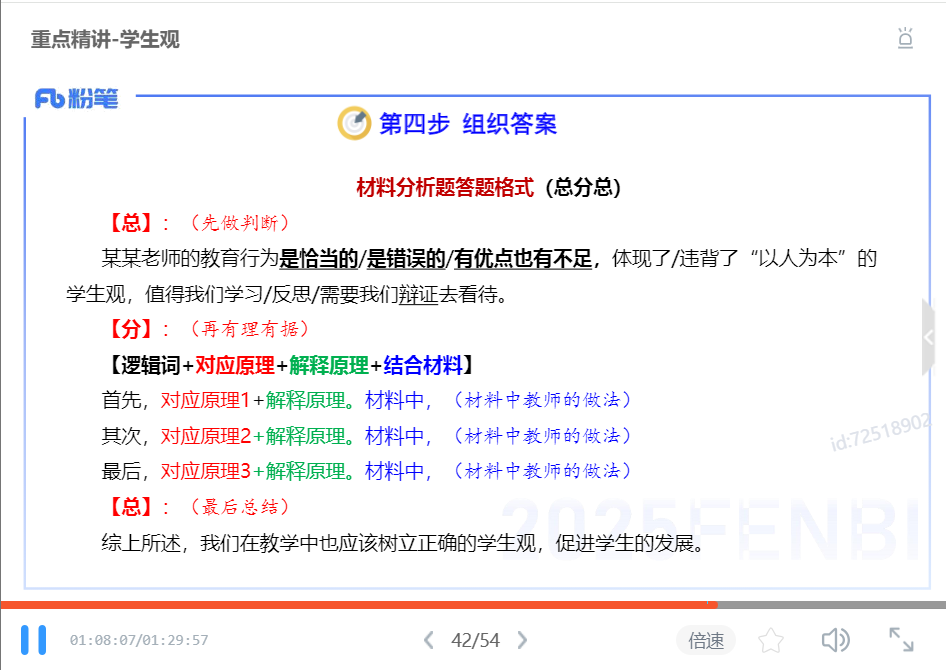 重点精讲-学生观
粉笔
第四步 组织答案
材料分析题答题格式（总分总）
【总】：（先做判断）
某某老师的教育行为是恰当的/是错误的/有优点也有不足，体现了/违背了“以人为本”的
学生观，值得我们学习/反思/需要我们辩证去看待。
【分】：（再有理有据）
【逻辑词+对应原理+解释原理+结合材料】
首先，对应原理1+解释原理。材料中，（材料中教师的做法）
其次，对应原理2+解释原理。材料中，（材料中教师的做法）
最后，对应原理3+解释原理。材料中，（材料中教师的做法）
id:72518902
【总】：（最后总结）
2025FENBI
综上所述，我们在教学中也应该树立正确的学生观，促进学生的发展。
01:08:07/01:29:57
42/54
倍速